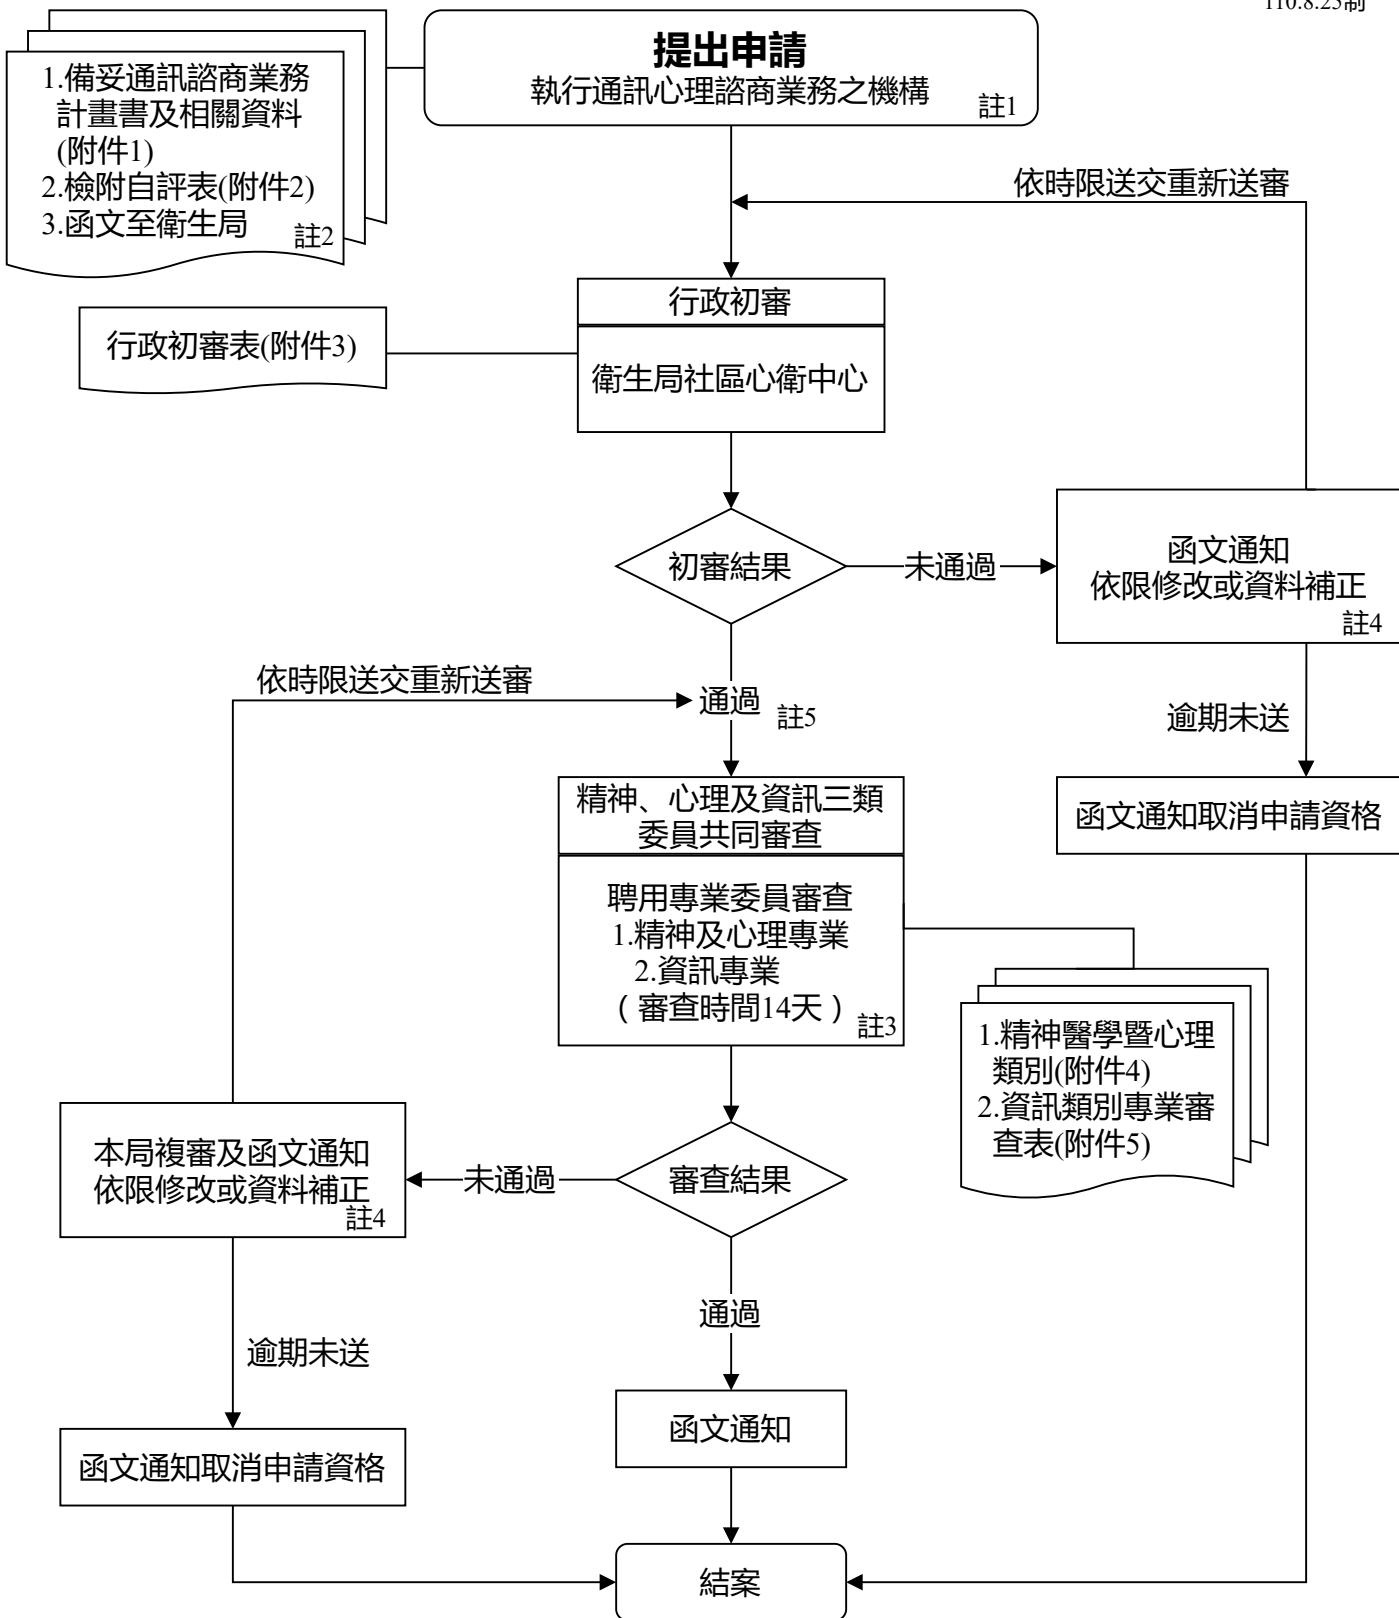 110.8.25制
提出申請
執行通訊心理諮商業務之機構
註1
1.備妥通訊諮商業務
計畫書及相關資料
(附件1)
2.檢附自評表(附件2)
3.函文至衛生局
註2
依時限送交重新送審
行政初審
衛生局社區心衛中心
行政初審表(附件3)
初審結果
未通過
函文通知
依限修改或資料補正
註4
依時限送交重新送審
通過
註5
逾期未送
精神、心理及資訊三類
委員共同審查
函文通知取消申請資格
聘用專業委員審查
1.精神及心理專業
2.資訊專業
（審查時間14天）
註3
1.精神醫學暨心理
類別(附件4)
2.資訊類別專業審
查表(附件5)
本局複審及函文通知
依限修改或資料補正
註4
未通過
審查結果
通過
逾期未送
函文通知
函文通知取消申請資格
結案